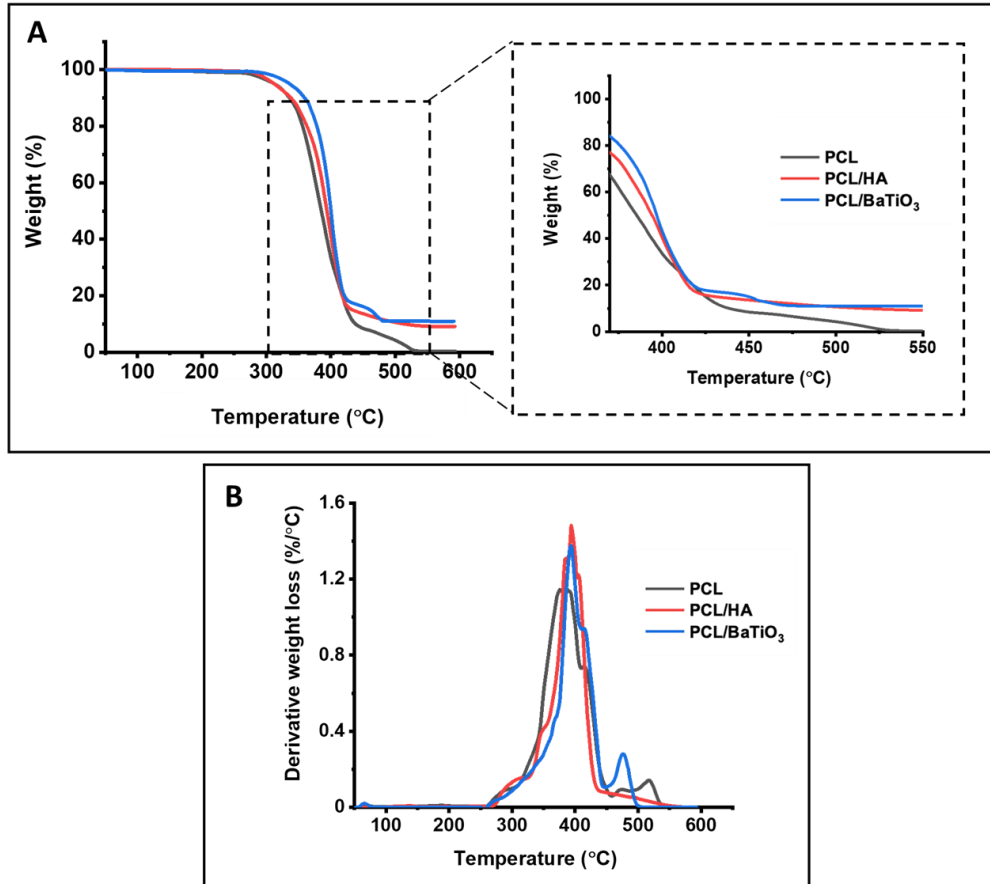 A
Weight (%)
100
80
60
40
20
0
100
200
300
400
500
600
Temperature (°C)
Weight (%)
100
80
60
40
20
0
400
450
500
550
Temperature (°C)
PCL
PCL/HA
PCL/BaTiO₃
B
Derivative weight loss (%/°C)
1.6
1.2
0.8
0.4
0
100
200
300
400
500
600
Temperature (°C)
PCL
PCL/HA
PCL/BaTiO₃